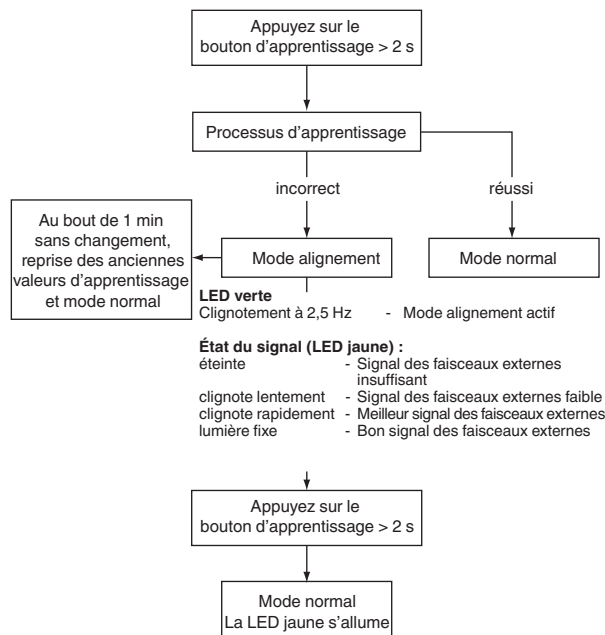 Appuyez sur le
bouton d'apprentissage > 2 s
Processus d'apprentissage
incorrect
réussi
Au bout de 1 min
sans changement,
reprise des anciennes
valeurs d'apprentissage
et mode normal
Mode alignement
Mode normal
LED verte
Clignotement à 2,5 Hz - Mode alignement actif
État du signal (LED jaune) :
éteinte - Signal des faisceaux externes
insuffisant
clignote lentement - Signal des faisceaux externes faible
clignote rapidement - Meilleur signal des faisceaux externes
lumière fixe - Bon signal des faisceaux externes
Appuyez sur le
bouton d'apprentissage > 2 s
Mode normal
La LED jaune s'allume